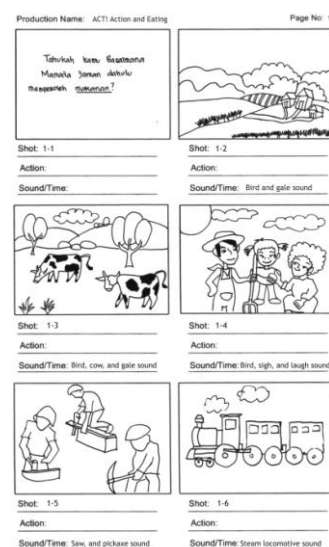 Production Name: ACT! Action and Eating
Page No:
Tahukah kamu Bagaimana
Manusia Jaman dahulu
memperoleh makanan?
Shot: 1-1
Action:
Sound/Time:
Shot: 1-2
Action:
Sound/Time: Bird and gale sound
Shot: 1-3
Action:
Sound/Time: Bird, cow, and gale sound
Shot: 1-4
Action:
Sound/Time: Bird, sigh, and laugh sound
Shot: 1-5
Action:
Sound/Time: Saw, and pickaxe sound
Shot: 1-6
Action:
Sound/Time: Steam locomotive sound